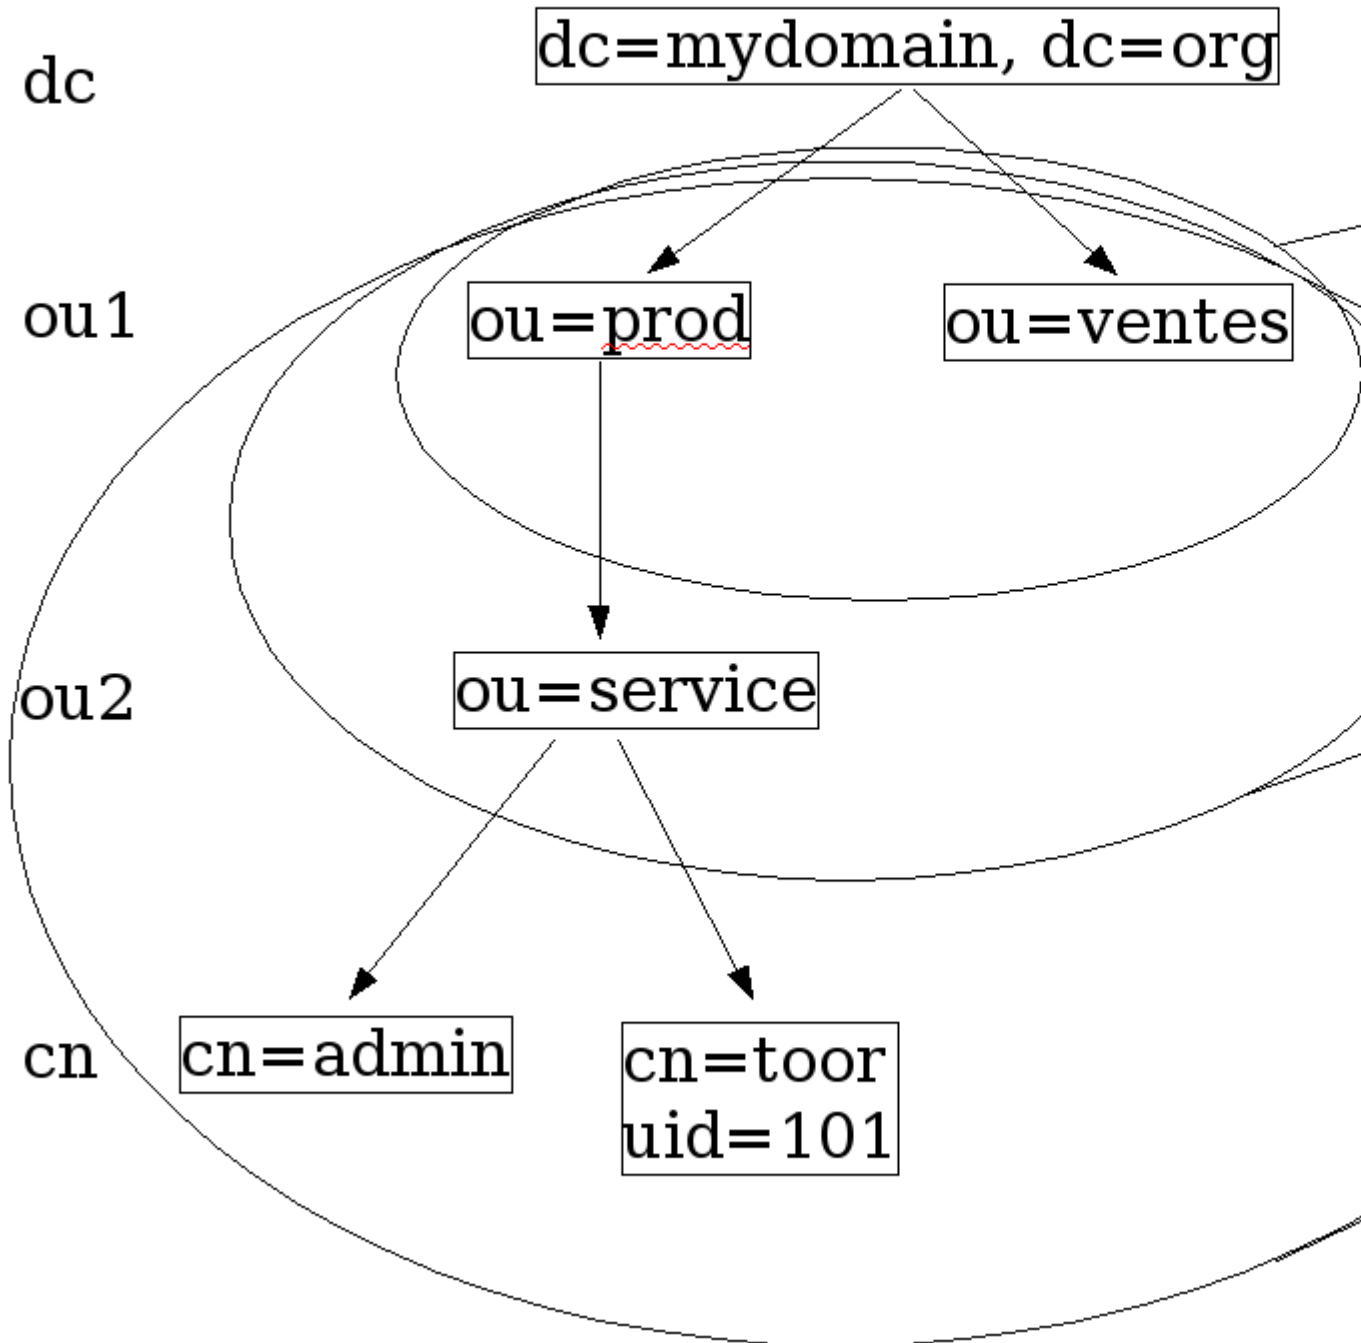 dc
dc=mydomain, dc=org
ou1
ou=prod
ou=ventes
ou2
ou=service
cn
cn=admin
cn=toor
uid=101